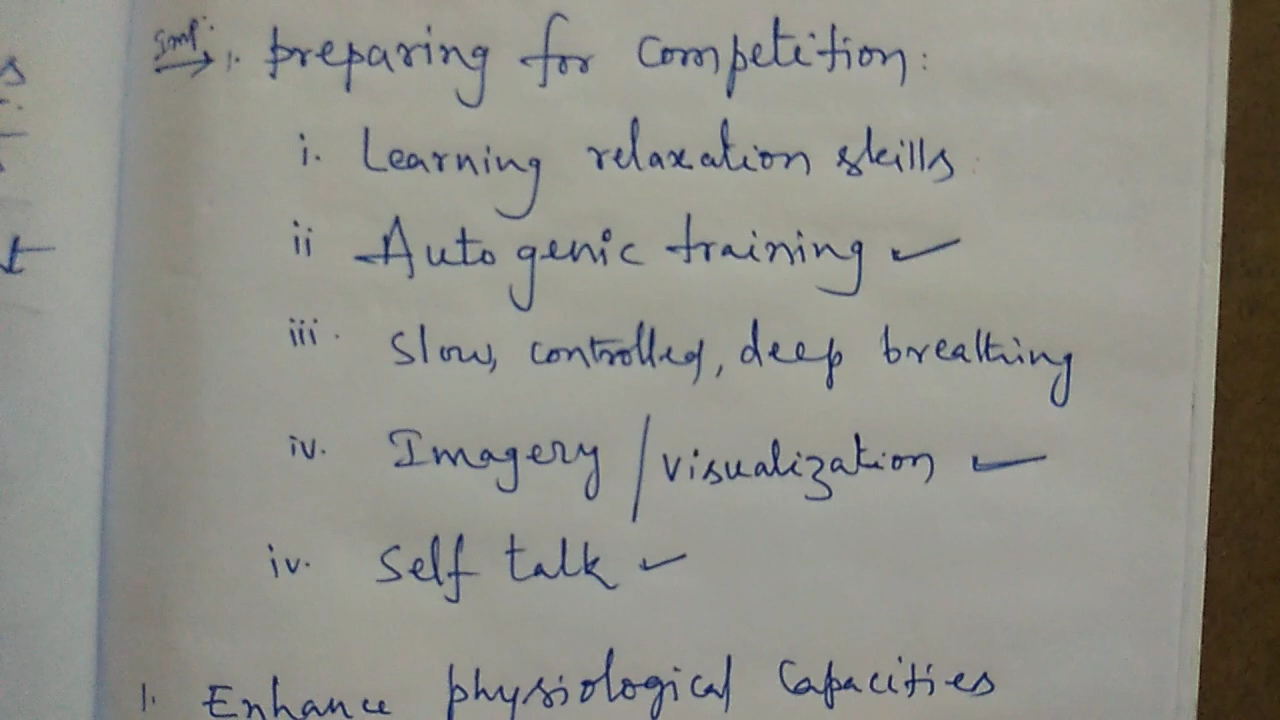 Imp. 1. Preparing for Competition:
i. Learning relaxation skills
ii Autogenic training ✓
iii. Slow, controlled, deep breathing
iv. Imagery / visualization ✓
iv. Self talk ✓
1. Enhance physiological Capacities